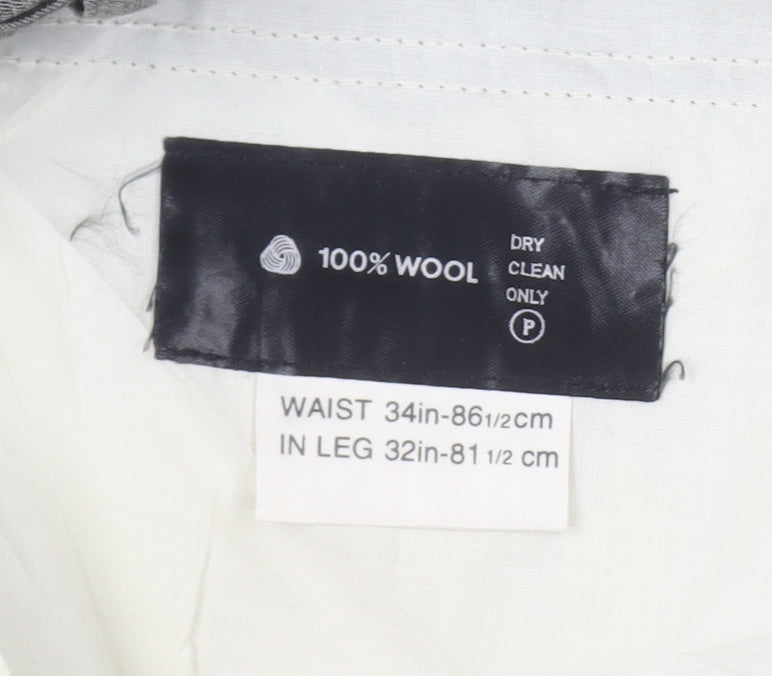 100% WOOL
DRY
CLEAN
ONLY
P
WAIST 34in-86 1/2 cm
IN LEG 32in-81 1/2 cm